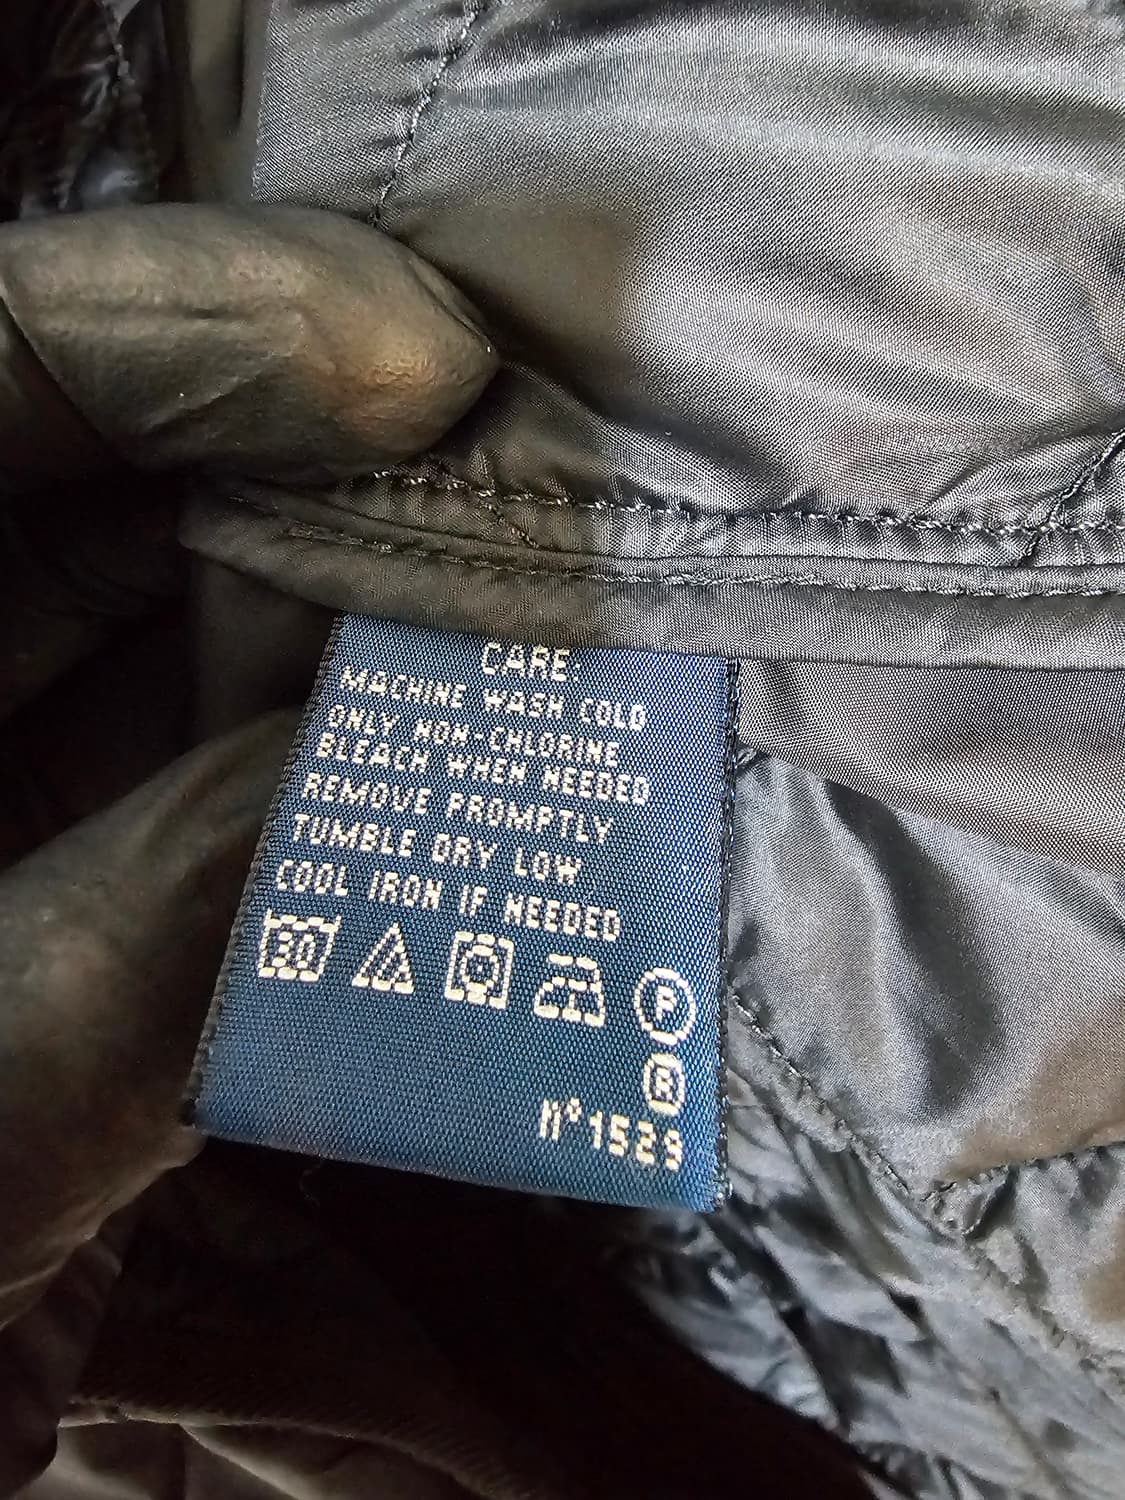 CARE:
MACHINE WASH COLD
ONLY NON-CHLORINE
BLEACH WHEN NEEDED
REMOVE PROMPTLY
TUMBLE DRY LOW
COOL IRON IF NEEDED
30
P
R
Nº1529